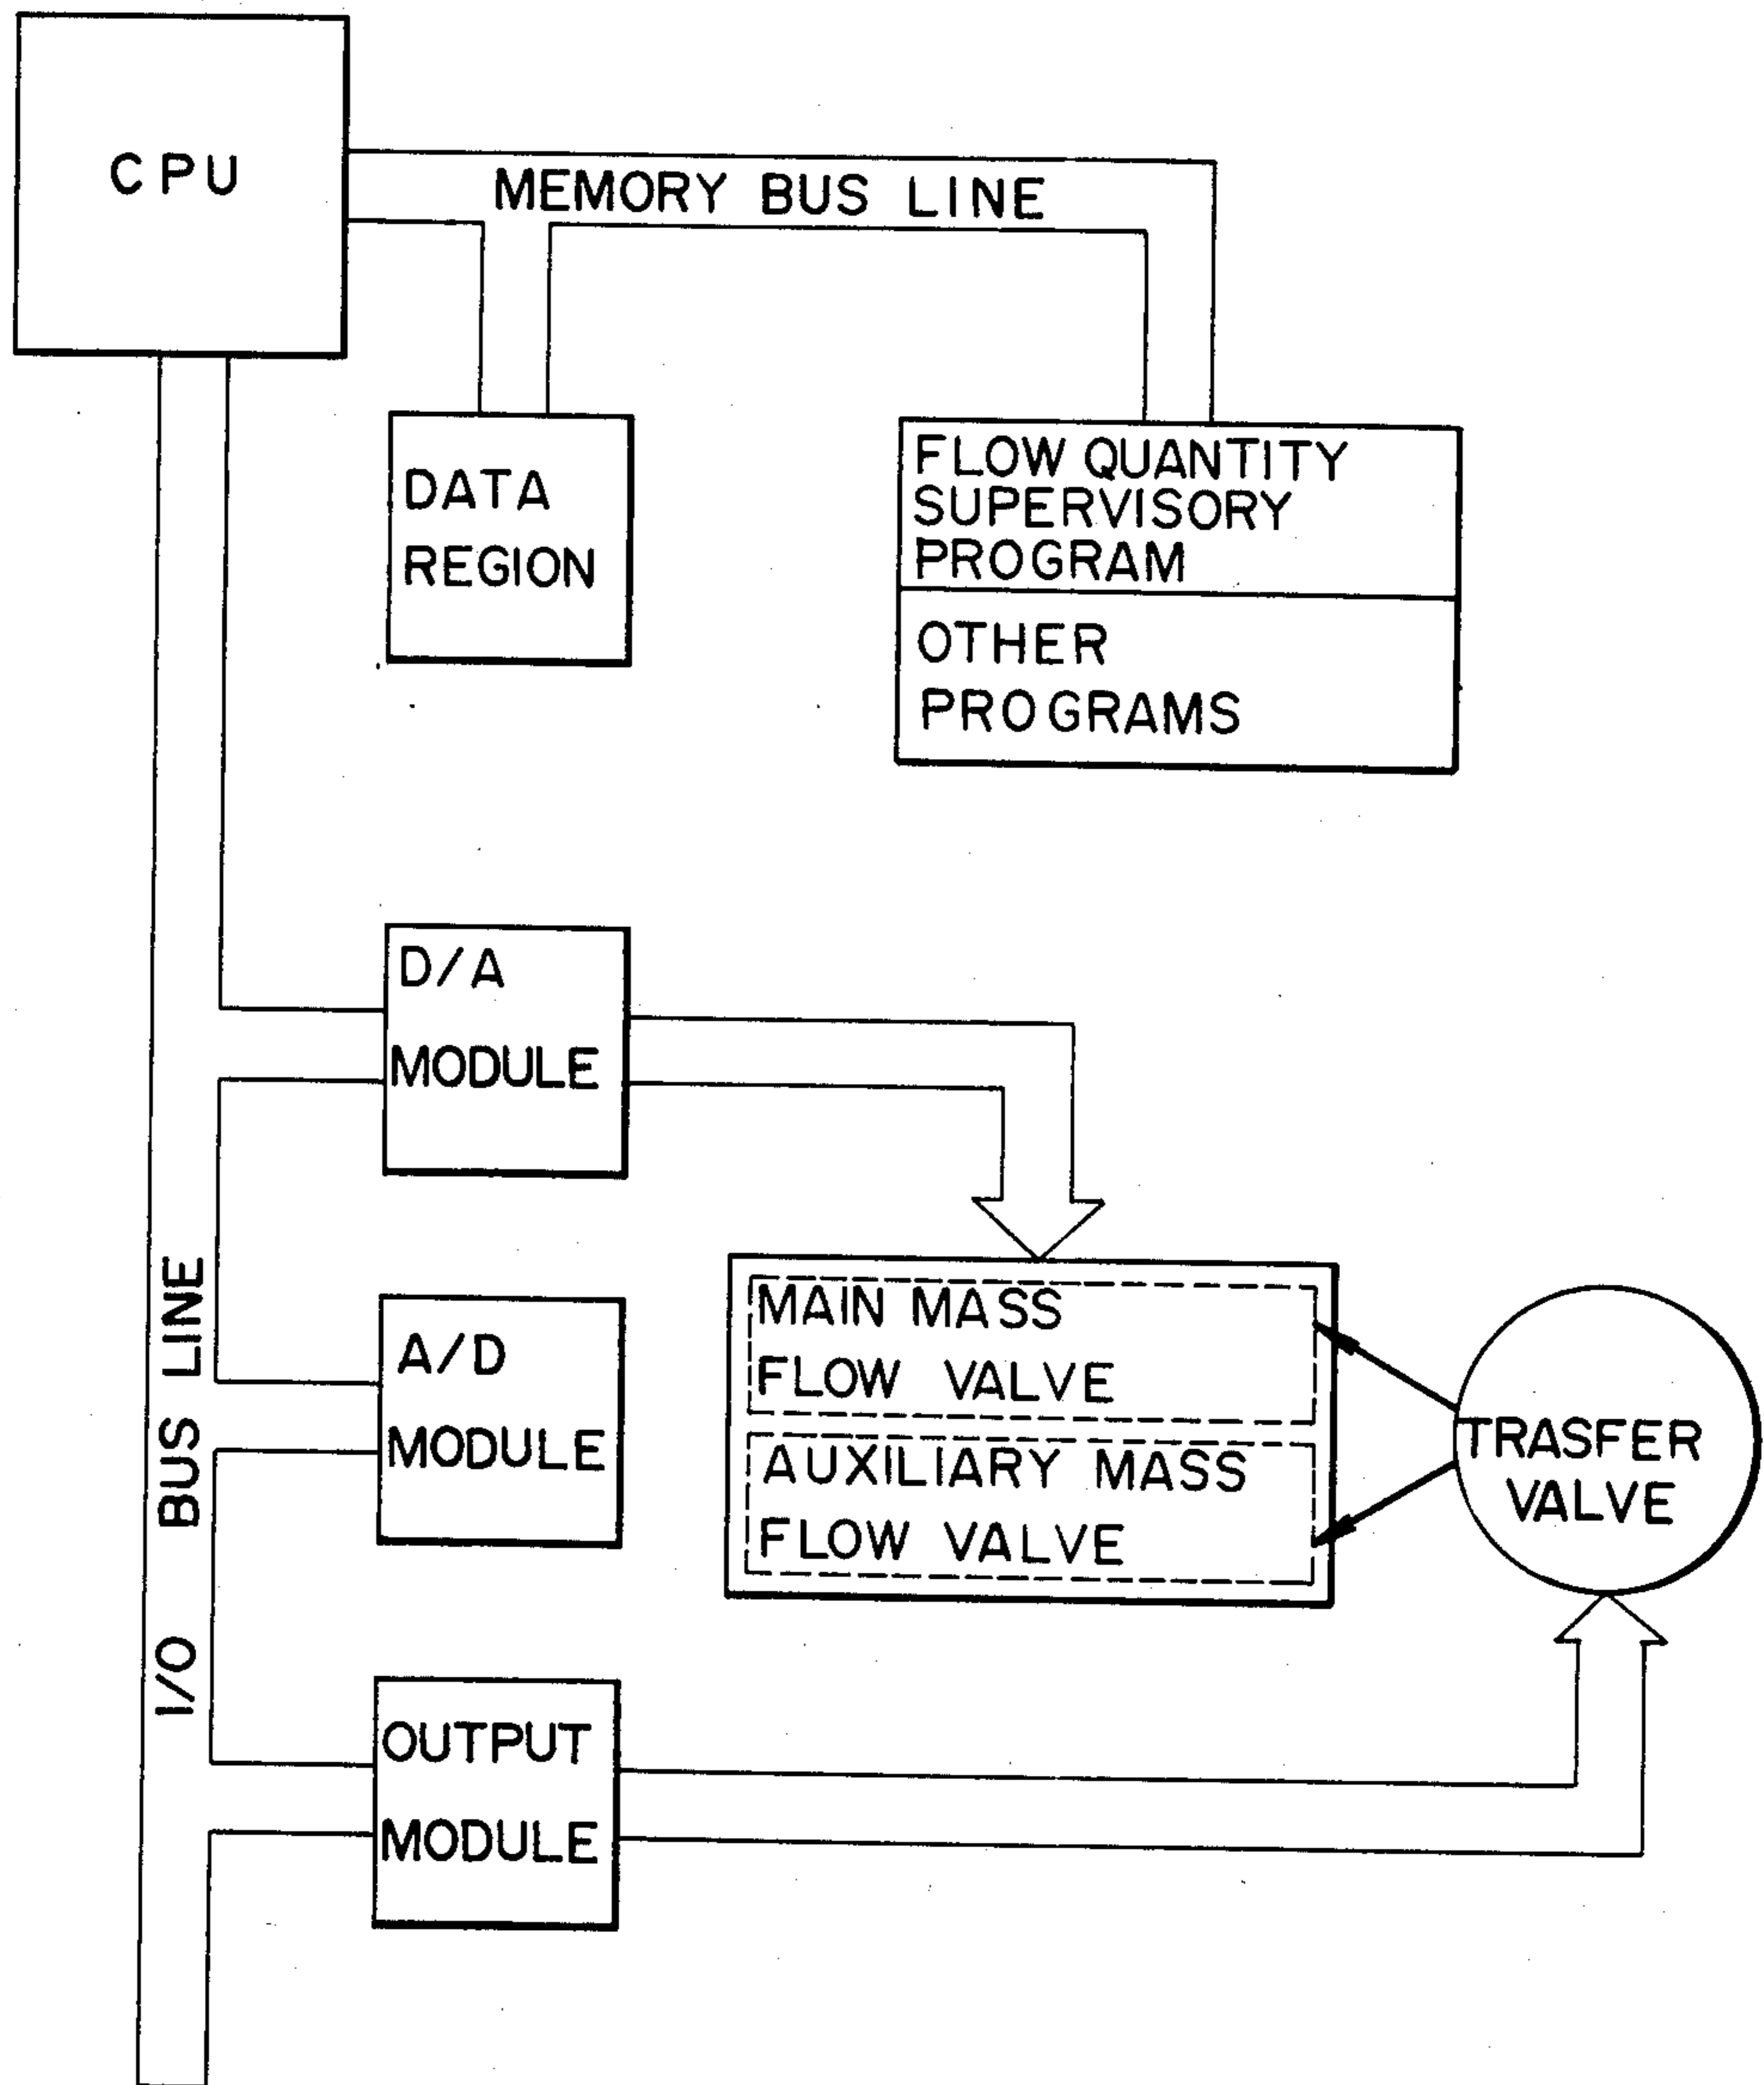 CPU
MEMORY BUS LINE
DATA
REGION
FLOW QUANTITY
SUPERVISORY
PROGRAM
OTHER
PROGRAMS
D/A
MODULE
I/O BUS LINE
A/D
MODULE
MAIN MASS
FLOW VALVE
AUXILIARY MASS
FLOW VALVE
TRASFER
VALVE
OUTPUT
MODULE